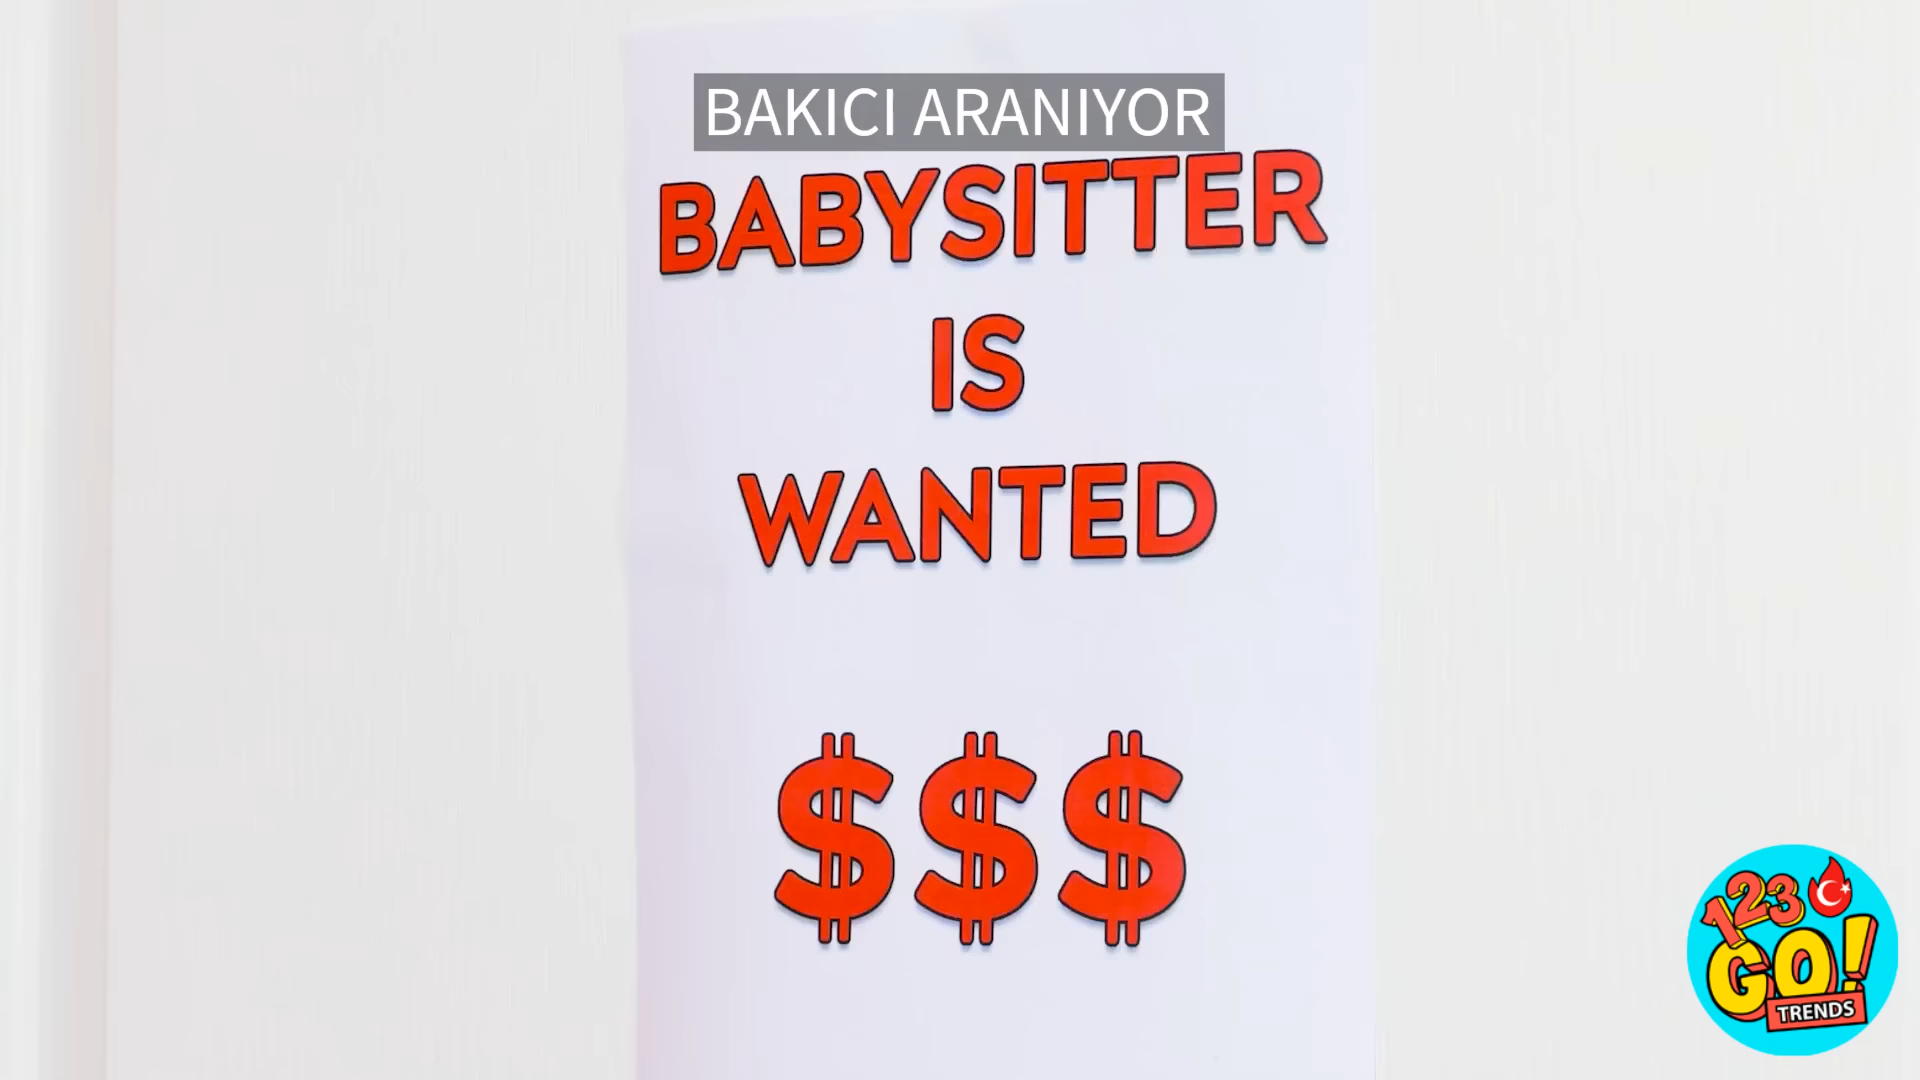 BAKICI ARANIYOR
BABYSITTER
IS
WANTED
$$$
123
GO!
TRENDS